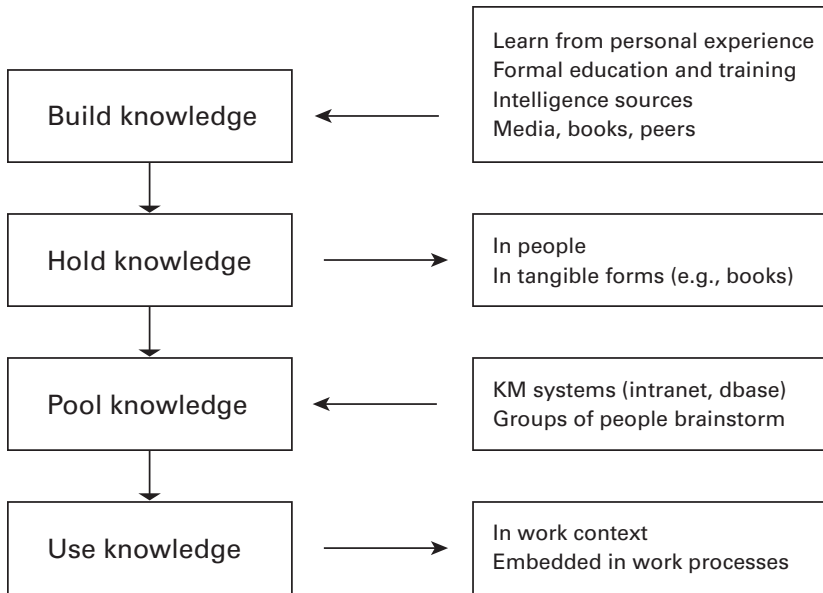 Build knowledge
Learn from personal experience
Formal education and training
Intelligence sources
Media, books, peers
Hold knowledge
In people
In tangible forms (e.g., books)
Pool knowledge
KM systems (intranet, dbase)
Groups of people brainstorm
Use knowledge
In work context
Embedded in work processes